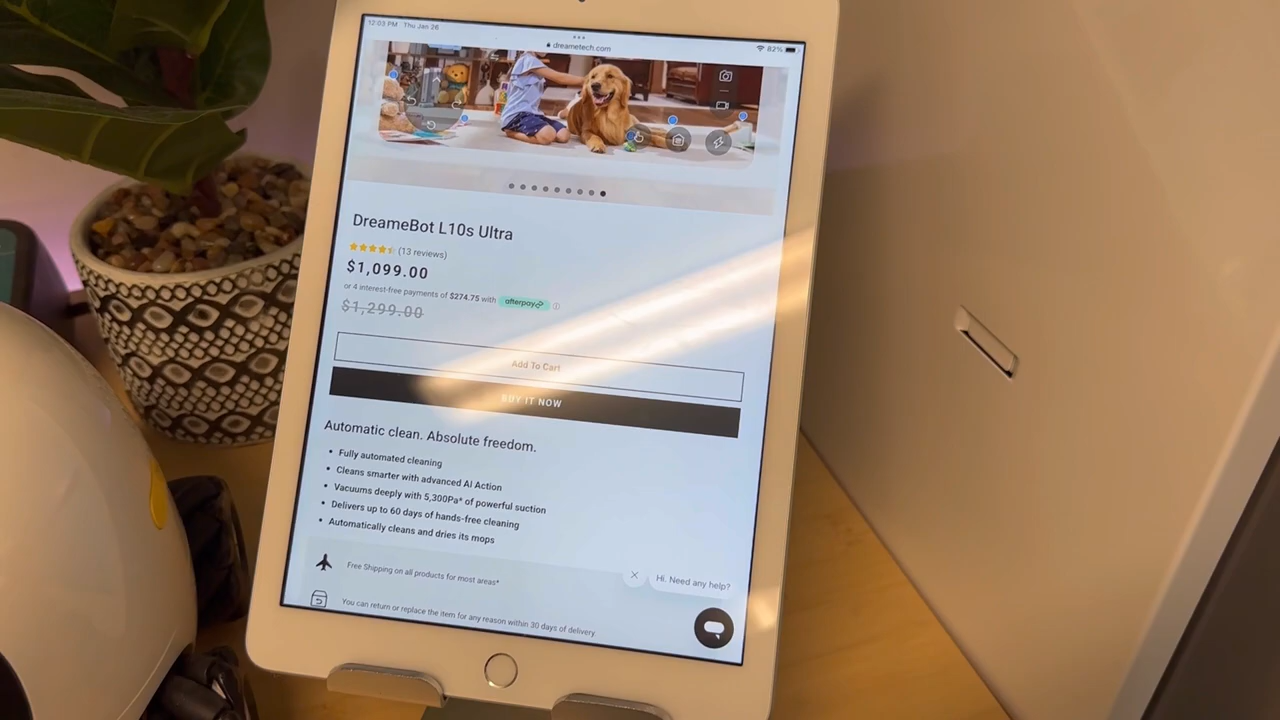 12:03 PM Thu Jan 26
82%
dreametech.com
DreameBot L10s Ultra
(13 reviews)
$1,099.00
or 4 interest-free payments of $274.75 with afterpay
$1,299.00
Add To Cart
BUY IT NOW
Automatic clean. Absolute freedom.
• Fully automated cleaning
• Cleans smarter with advanced AI Action
• Vacuums deeply with 5,300Pa* of powerful suction
• Delivers up to 60 days of hands-free cleaning
• Automatically cleans and dries its mops
Free Shipping on all products for most areas*
Hi. Need any help?
You can return or replace the item for any reason within 30 days of delivery.